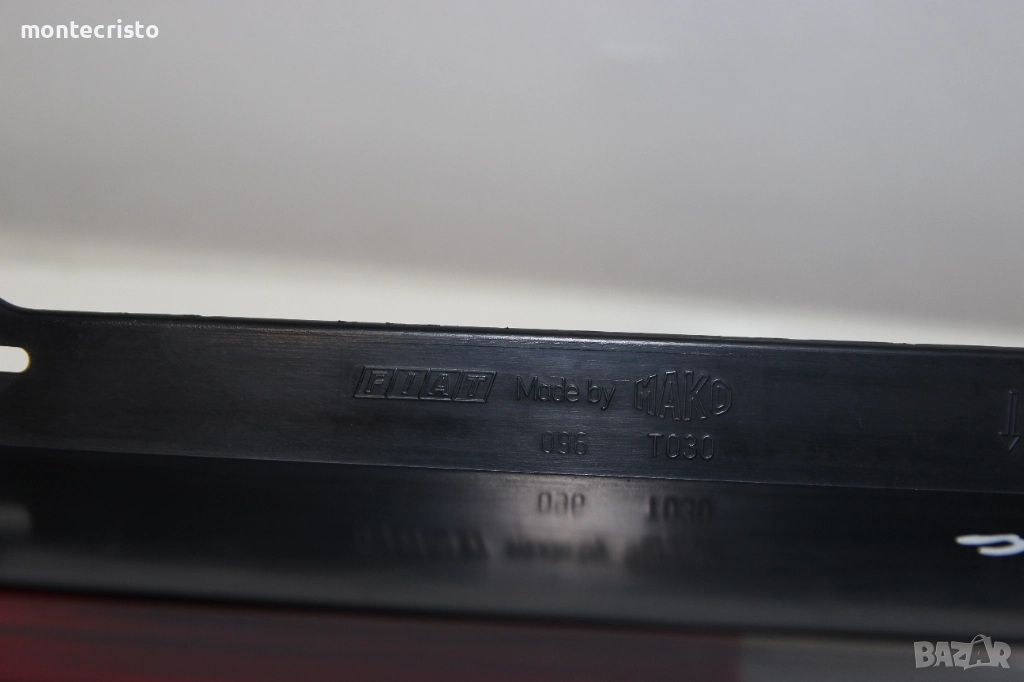 montecristo
FIAT Made by MAKO
096 T030
BAZAR